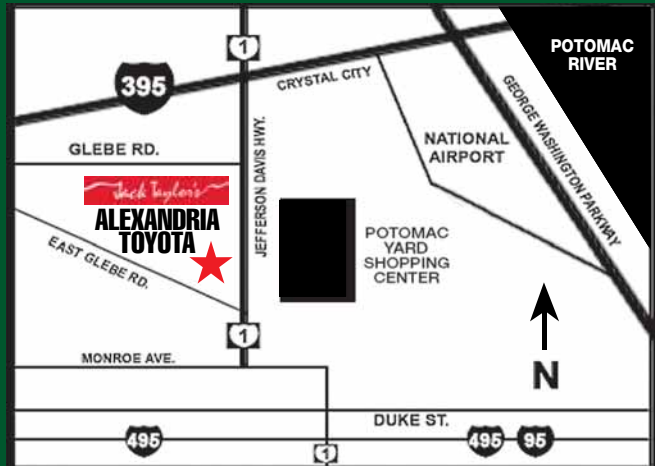 1
POTOMAC
RIVER
395
CRYSTAL CITY
GLEBE RD.
JEFFERSON DAVIS HWY.
NATIONAL
AIRPORT
GEORGE WASHINGTON PARKWAY
Jack Taylor's
ALEXANDRIA
TOYOTA
EAST GLEBE RD.
POTOMAC
YARD
SHOPPING
CENTER
1
MONROE AVE.
N
DUKE ST.
495
1
495
95